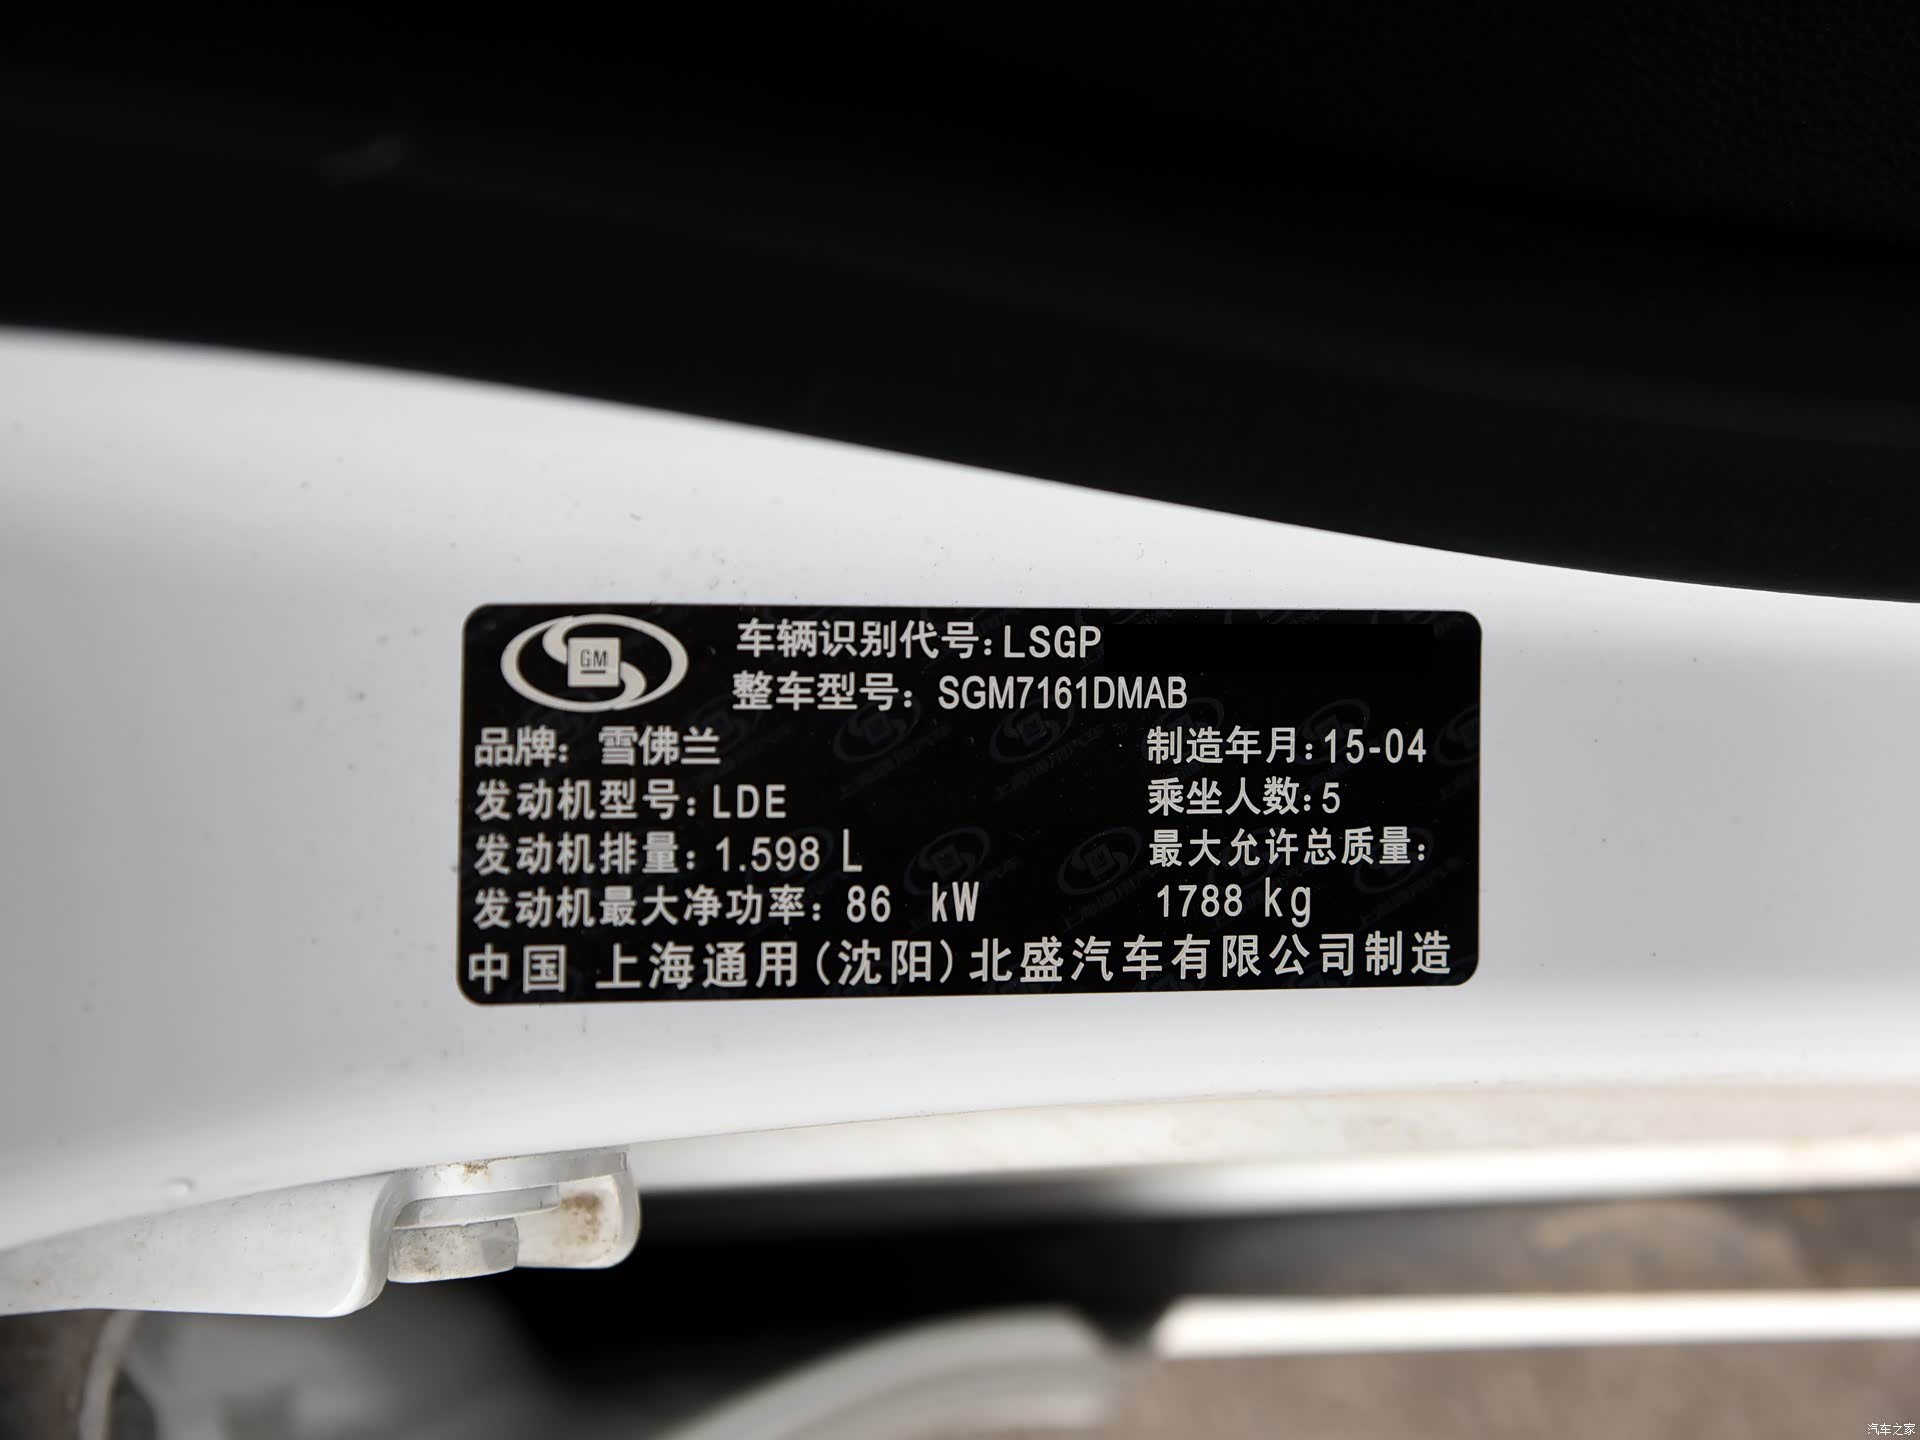 GM
车辆识别代号:LSGP
整车型号: SGM7161DMAB
品牌: 雪佛兰
制造年月:15-04
发动机型号:LDE
乘坐人数:5
发动机排量: 1.598 L
最大允许总质量:
发动机最大净功率: 86 kW
1788 kg
中国 上海通用(沈阳)北盛汽车有限公司制造
汽车之家